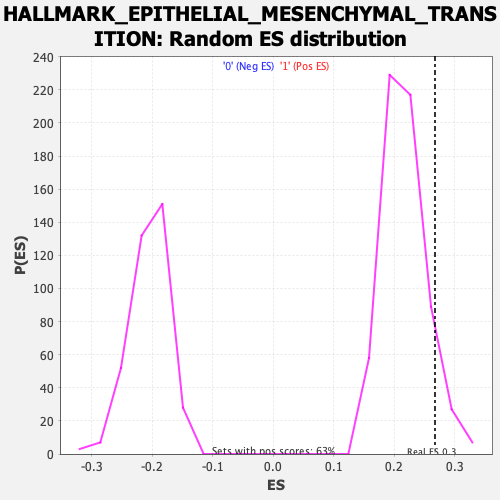 HALLMARK_EPITHELIAL_MESENCHYMAL_TRANS
ITION: Random ES distribution
'0' (Neg ES) '1' (Pos ES)
240
220
200
180
160
140
120
100
80
60
40
20
0
P(ES)
Sets with pos scores: 63%
Real ES 0.3
-0.3 -0.2 -0.1 0.0 0.1 0.2 0.3
ES